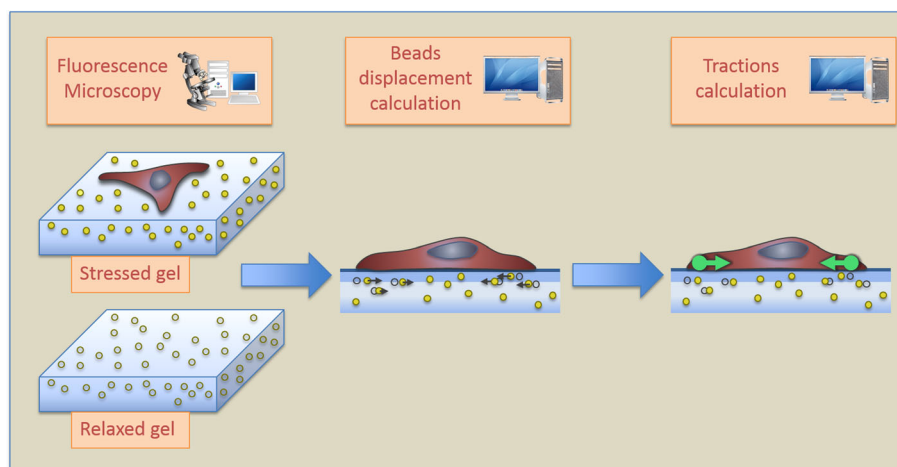 Fluorescence
Microscopy
Beads
displacement
calculation
Tractions
calculation
Stressed gel
Relaxed gel